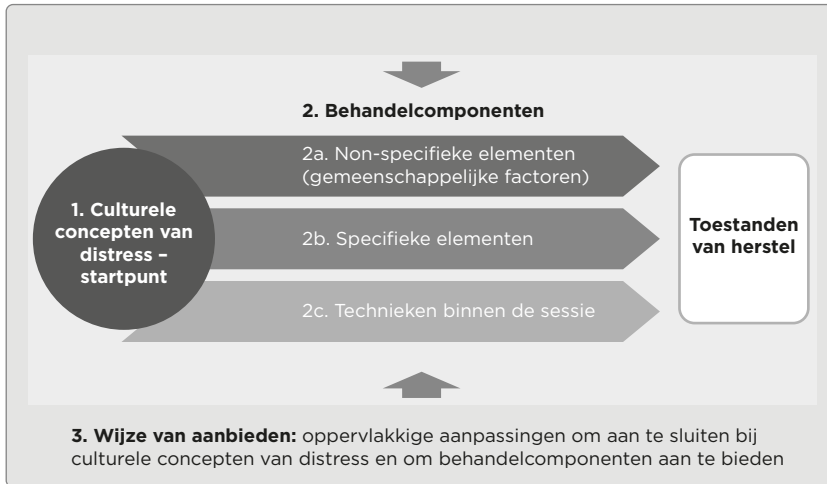 2. Behandelcomponenten
2a. Non-specifieke elementen
(gemeenschappelijke factoren)
1. Culturele
concepten van
distress –
startpunt
2b. Specifieke elementen
Toestanden
van herstel
2c. Technieken binnen de sessie
3. Wijze van aanbieden: oppervlakkige aanpassingen om aan te sluiten bij
culturele concepten van distress en om behandelcomponenten aan te bieden